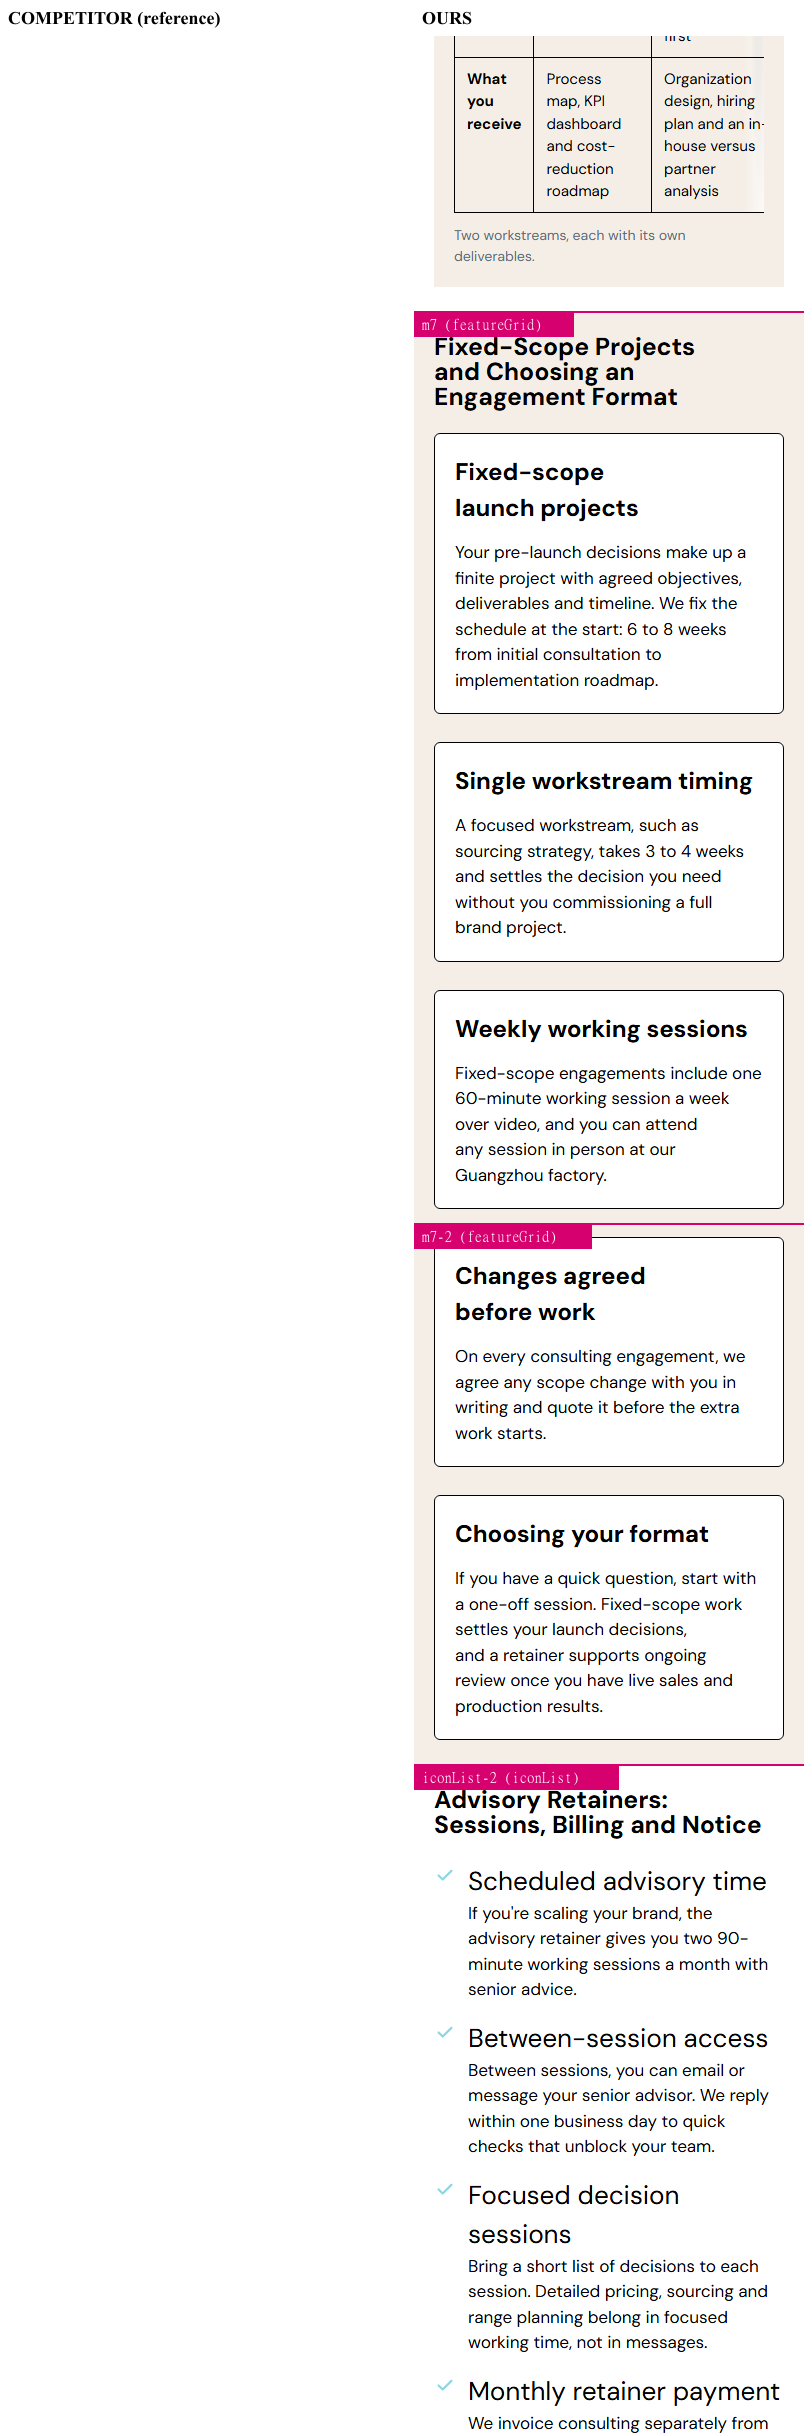 COMPETITOR (reference)
OURS
What you receive
Process map, KPI dashboard and cost-reduction roadmap
Organization design, hiring plan and an in-house versus partner analysis
Two workstreams, each with its own
deliverables.
m7 (featureGrid)
Fixed-Scope Projects
and Choosing an
Engagement Format
Fixed-scope
launch projects
Your pre-launch decisions make up a
finite project with agreed objectives,
deliverables and timeline. We fix the
schedule at the start: 6 to 8 weeks
from initial consultation to
implementation roadmap.
Single workstream timing
A focused workstream, such as
sourcing strategy, takes 3 to 4 weeks
and settles the decision you need
without you commissioning a full
brand project.
Weekly working sessions
Fixed-scope engagements include one
60-minute working session a week
over video, and you can attend
any session in person at our
Guangzhou factory.
m7-2 (featureGrid)
Changes agreed
before work
On every consulting engagement, we
agree any scope change with you in
writing and quote it before the extra
work starts.
Choosing your format
If you have a quick question, start with
a one-off session. Fixed-scope work
settles your launch decisions,
and a retainer supports ongoing
review once you have live sales and
production results.
iconList-2 (iconList)
Advisory Retainers:
Sessions, Billing and Notice
Scheduled advisory time
If you're scaling your brand, the
advisory retainer gives you two 90-
minute working sessions a month with
senior advice.
Between-session access
Between sessions, you can email or
message your senior advisor. We reply
within one business day to quick
checks that unblock your team.
Focused decision
sessions
Bring a short list of decisions to each
session. Detailed pricing, sourcing and
range planning belong in focused
working time, not in messages.
Monthly retainer payment
We invoice consulting separately from